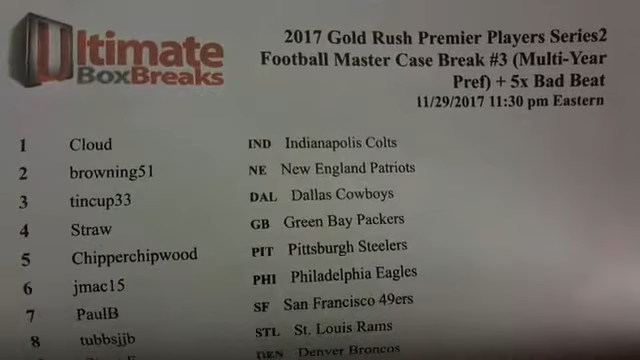 Ultimate
BoxBreaks
2017 Gold Rush Premier Players Series2
Football Master Case Break #3 (Multi-Year
Pref) + 5x Bad Beat
11/29/2017 11:30 pm Eastern
1 Cloud IND Indianapolis Colts
2 browning51 NE New England Patriots
3 tincup33 DAL Dallas Cowboys
4 Straw GB Green Bay Packers
5 Chipperchipwood PIT Pittsburgh Steelers
6 jmac15 PHI Philadelphia Eagles
7 PaulB SF San Francisco 49ers
8 tubbsjjb STL St. Louis Rams
DEN Denver Broncos